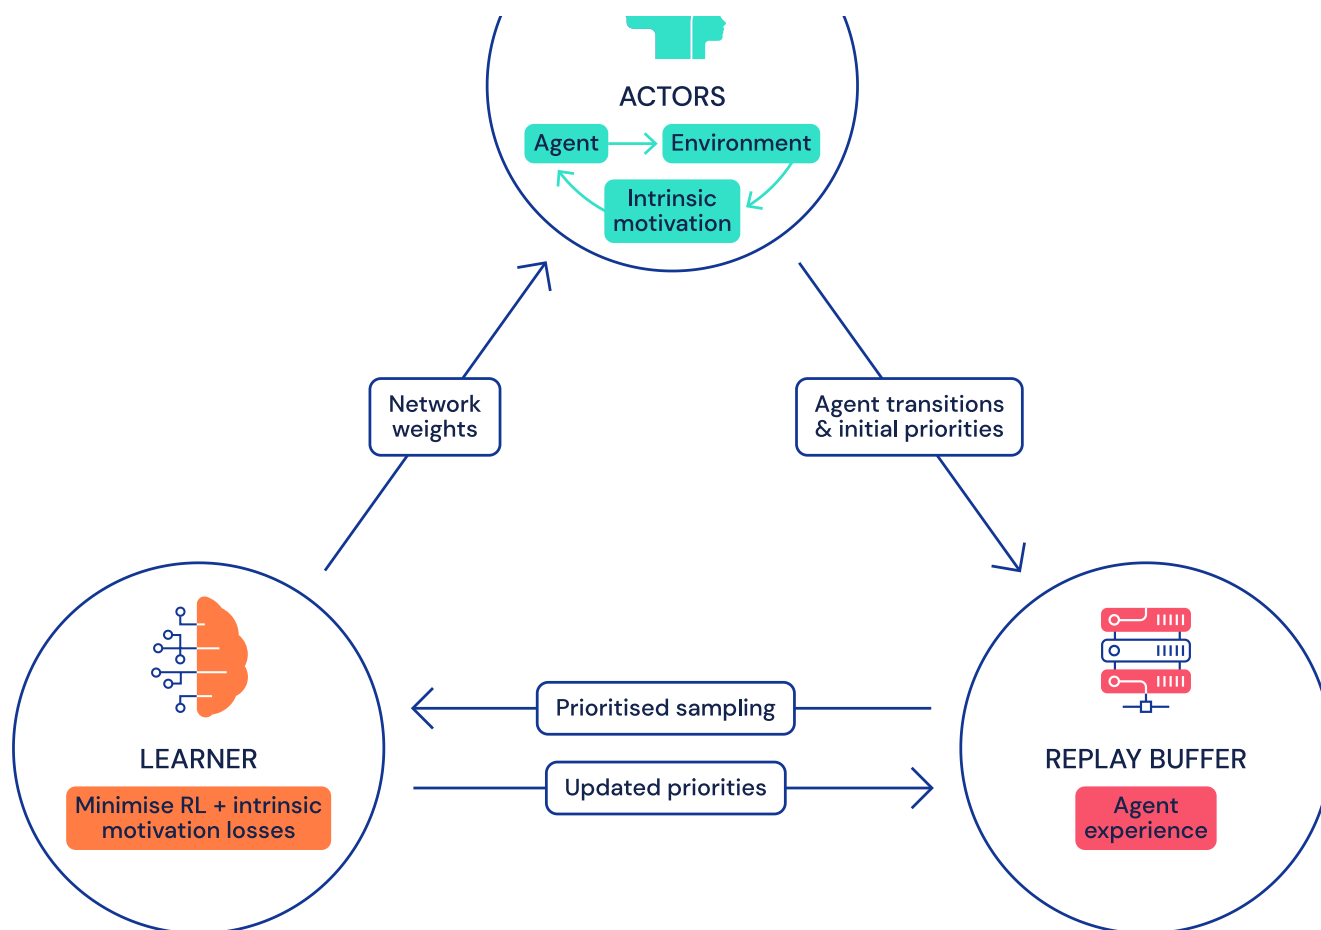 ACTORS
Agent
Environment
Intrinsic
motivation
Network
weights
Agent transitions
& initial priorities
Prioritised sampling
Updated priorities
LEARNER
Minimise RL + intrinsic
motivation losses
REPLAY BUFFER
Agent
experience